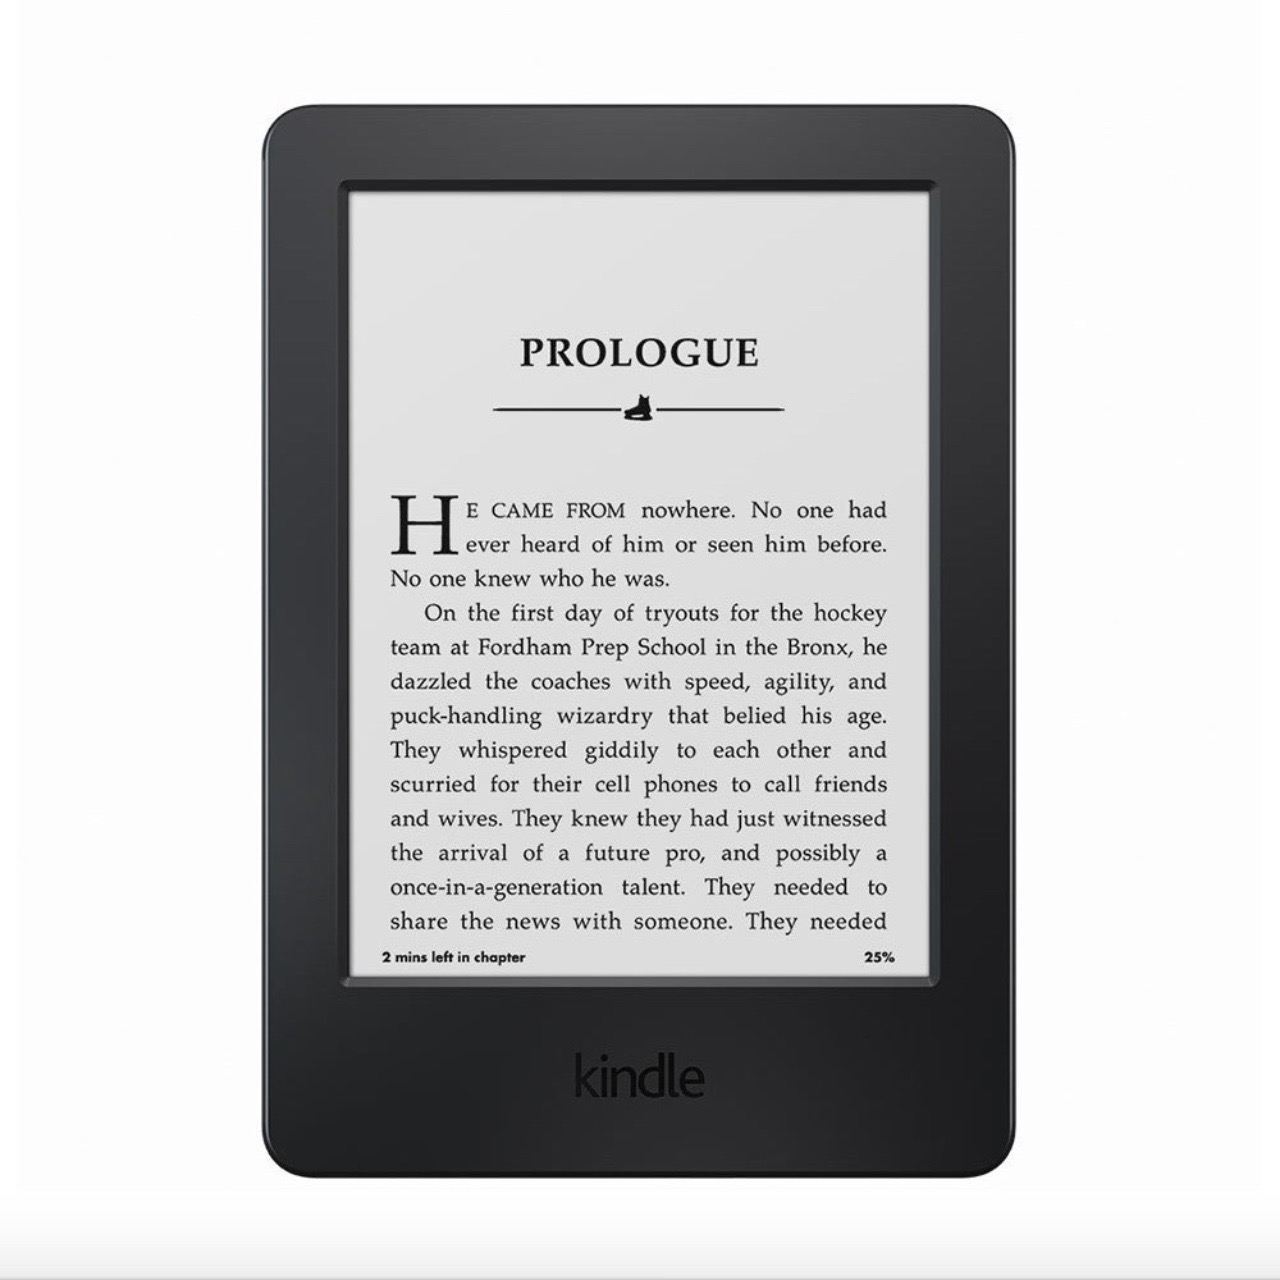 PROLOGUE
HE CAME FROM nowhere. No one had
ever heard of him or seen him before.
No one knew who he was.
On the first day of tryouts for the hockey
team at Fordham Prep School in the Bronx, he
dazzled the coaches with speed, agility, and
puck-handling wizardry that belied his age.
They whispered giddily to each other and
scurried for their cell phones to call friends
and wives. They knew they had just witnessed
the arrival of a future pro, and possibly a
once-in-a-generation talent. They needed to
share the news with someone. They needed
2 mins left in chapter 25%
kindle